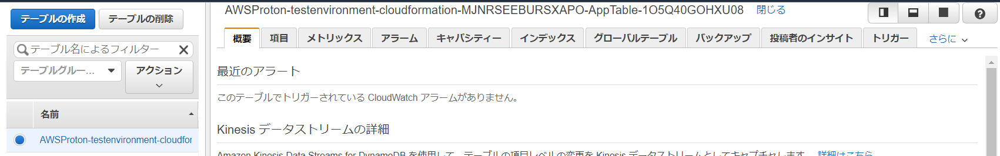 テーブルの作成 テーブルの削除
テーブル名によるフィルター
テーブルグルー... アクション
名前
AWSProton-testenvironment-cloudfor
AWSProton-testenvironment-cloudformation-MJNRSEEBURSXAPO-AppTable-1O5Q40GOHXU08 閉じる
概要 項目 メトリックス アラーム キャパシティー インデックス グローバルテーブル バックアップ 投稿者のインサイト トリガー さらに
最近のアラート
このテーブルでトリガーされている CloudWatch アラームがありません。
Kinesis データストリームの詳細
Amazon Kinesis Data Streams for DynamoDB を使用して、テーブルの項目レベルの変更を Kinesis データストリームとしてキャプチャします。 詳細はこちら